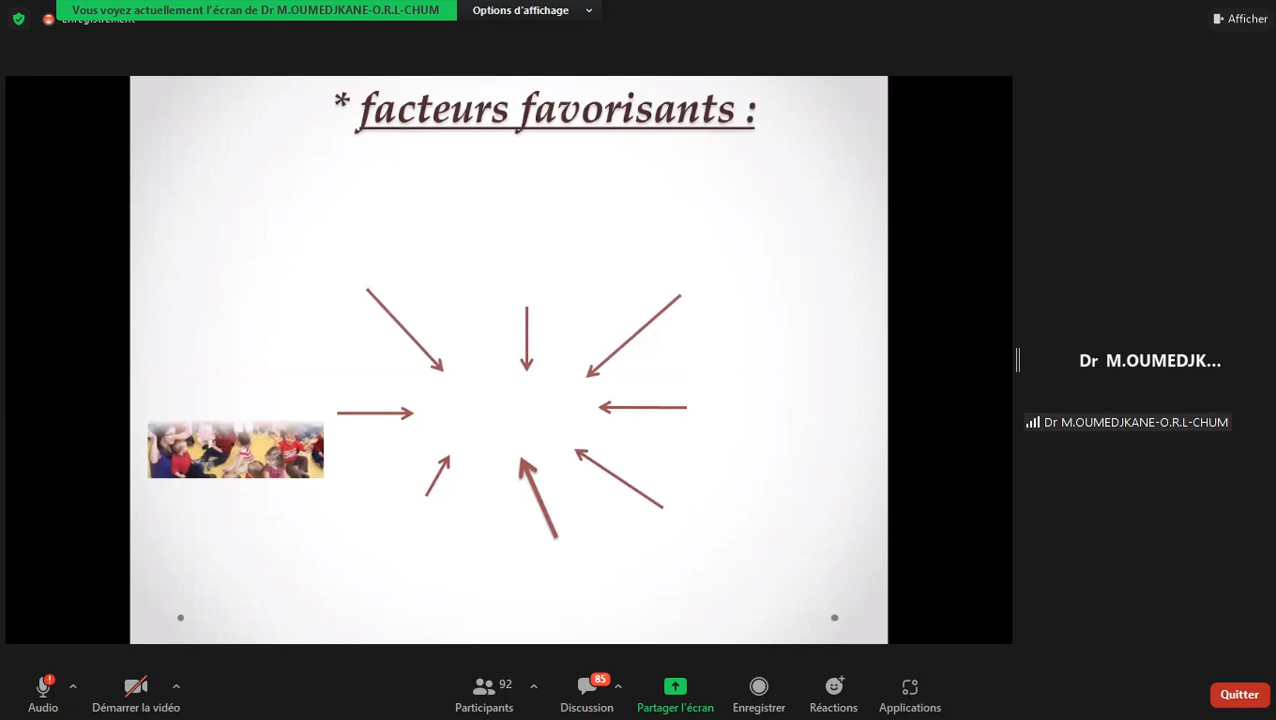 Vous voyez actuellement l'écran de Dr M.OUMEDJKANE-O.R.L-CHUM
Options d'affichage
Enregistrement
Afficher
* facteurs favorisants :
Dr M.OUMEDJK...
Dr M.OUMEDJKANE-O.R.L-CHUM
Audio
Démarrer la vidéo
92
Participants
85
Discussion
Partager l'écran
Enregistrer
Réactions
Applications
Quitter